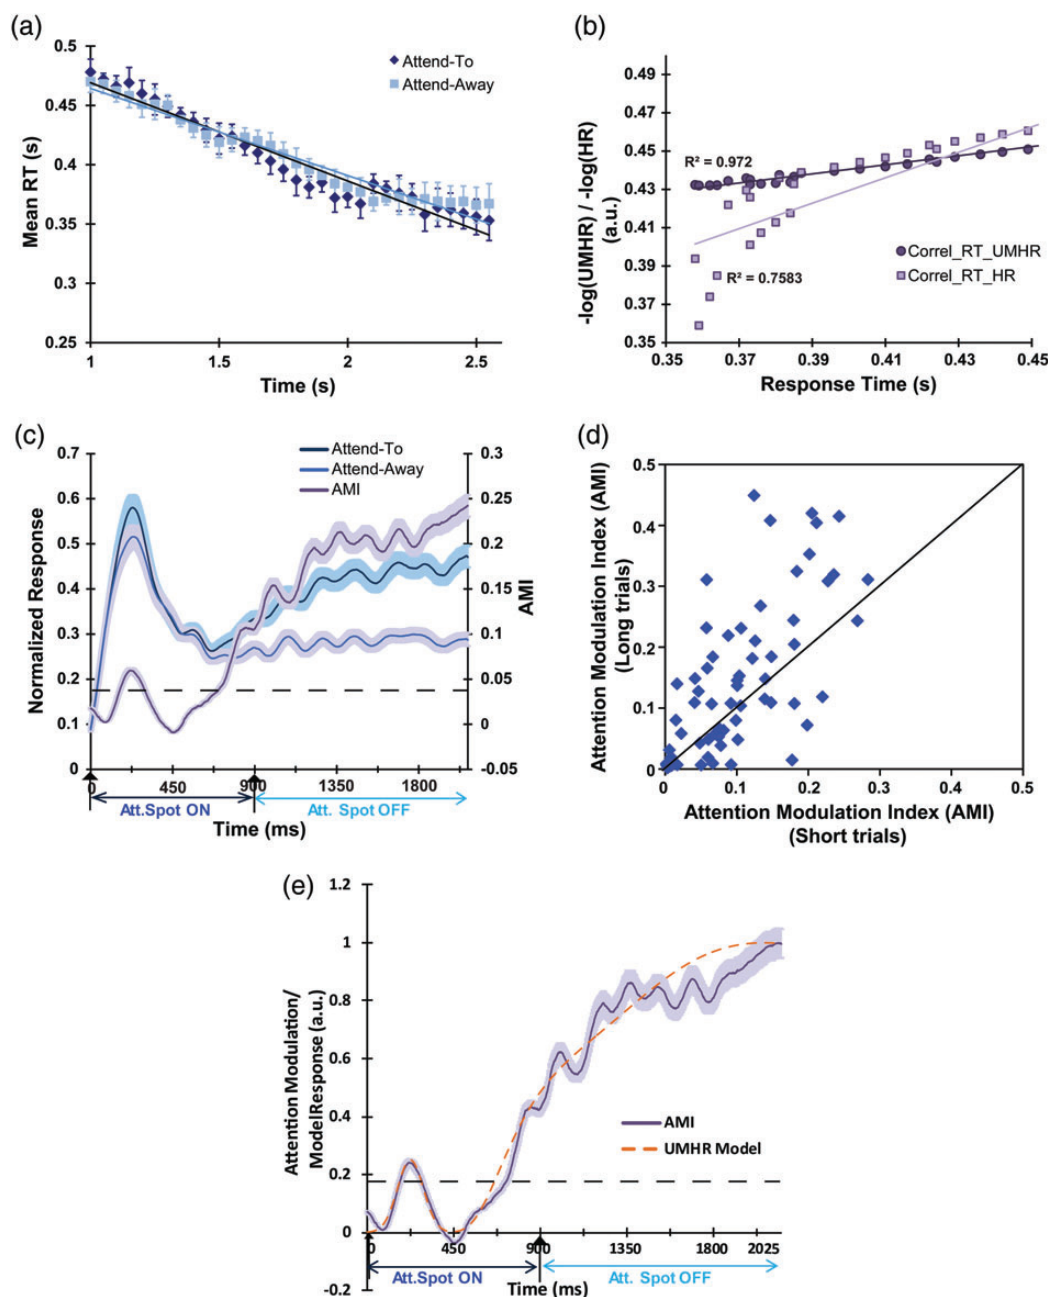 (a)
0.5
0.45
0.4
0.35
0.3
0.25
Mean RT (s)
Attend-To
Attend-Away
1
1.5
2
2.5
Time (s)
(b)
0.49
0.47
0.45
0.43
0.41
0.39
0.37
0.35
-log(UMHR) / -log(HR)
(a.u.)
R² = 0.972
R² = 0.7583
Correl_RT_UMHR
Correl_RT_HR
0.35
0.37
0.39
0.41
0.43
0.45
Response Time (s)
(c)
0.7
0.6
0.5
0.4
0.3
0.2
0.1
0
Normalized Response
Attend-To
Attend-Away
AMI
0.3
0.25
0.2
0.15
0.1
0.05
0
-0.05
AMI
0
450
900
1350
1800
Att.Spot ON
Att. Spot OFF
Time (ms)
(d)
0.5
0.4
0.3
0.2
0.1
0
Attention Modulation Index (AMI)
(Long trials)
0
0.1
0.2
0.3
0.4
0.5
Attention Modulation Index (AMI)
(Short trials)
(e)
1.2
1
0.8
0.6
0.4
0.2
0
-0.2
Attention Modulation/
Model Response (a.u.)
AMI
UMHR Model
0
450
900
1350
1800
2025
Att.Spot ON
Att. Spot OFF
Time (ms)